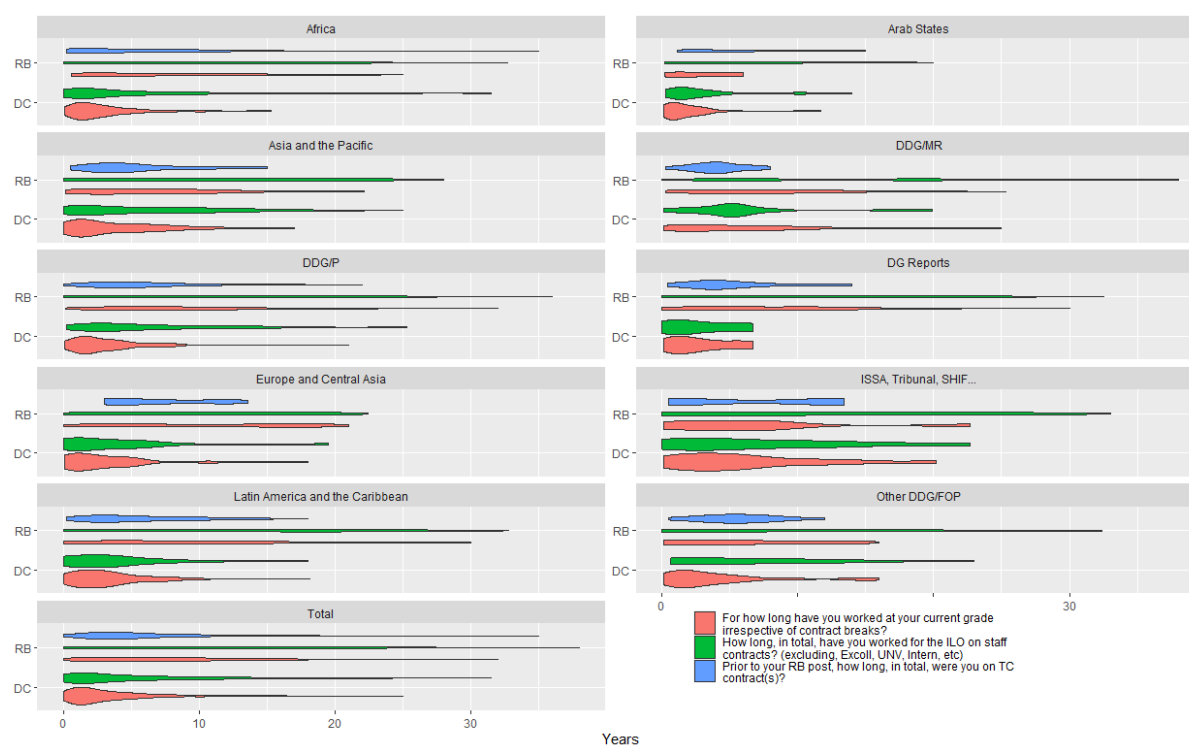 Africa
RB
DC
Arab States
RB
DC
Asia and the Pacific
RB
DC
DDG/MR
RB
DC
DDG/P
RB
DC
DG Reports
RB
DC
Europe and Central Asia
RB
DC
ISSA, Tribunal, SHIF...
RB
DC
Latin America and the Caribbean
RB
DC
Other DDG/FOP
RB
DC
0
30
Total
RB
DC
0
10
20
30
For how long have you worked at your current grade
irrespective of contract breaks?
How long, in total, have you worked for the ILO on staff
contracts? (excluding, Excoll, UNV, Intern, etc)
Prior to your RB post, how long, in total, were you on TC
contract(s)?
Years